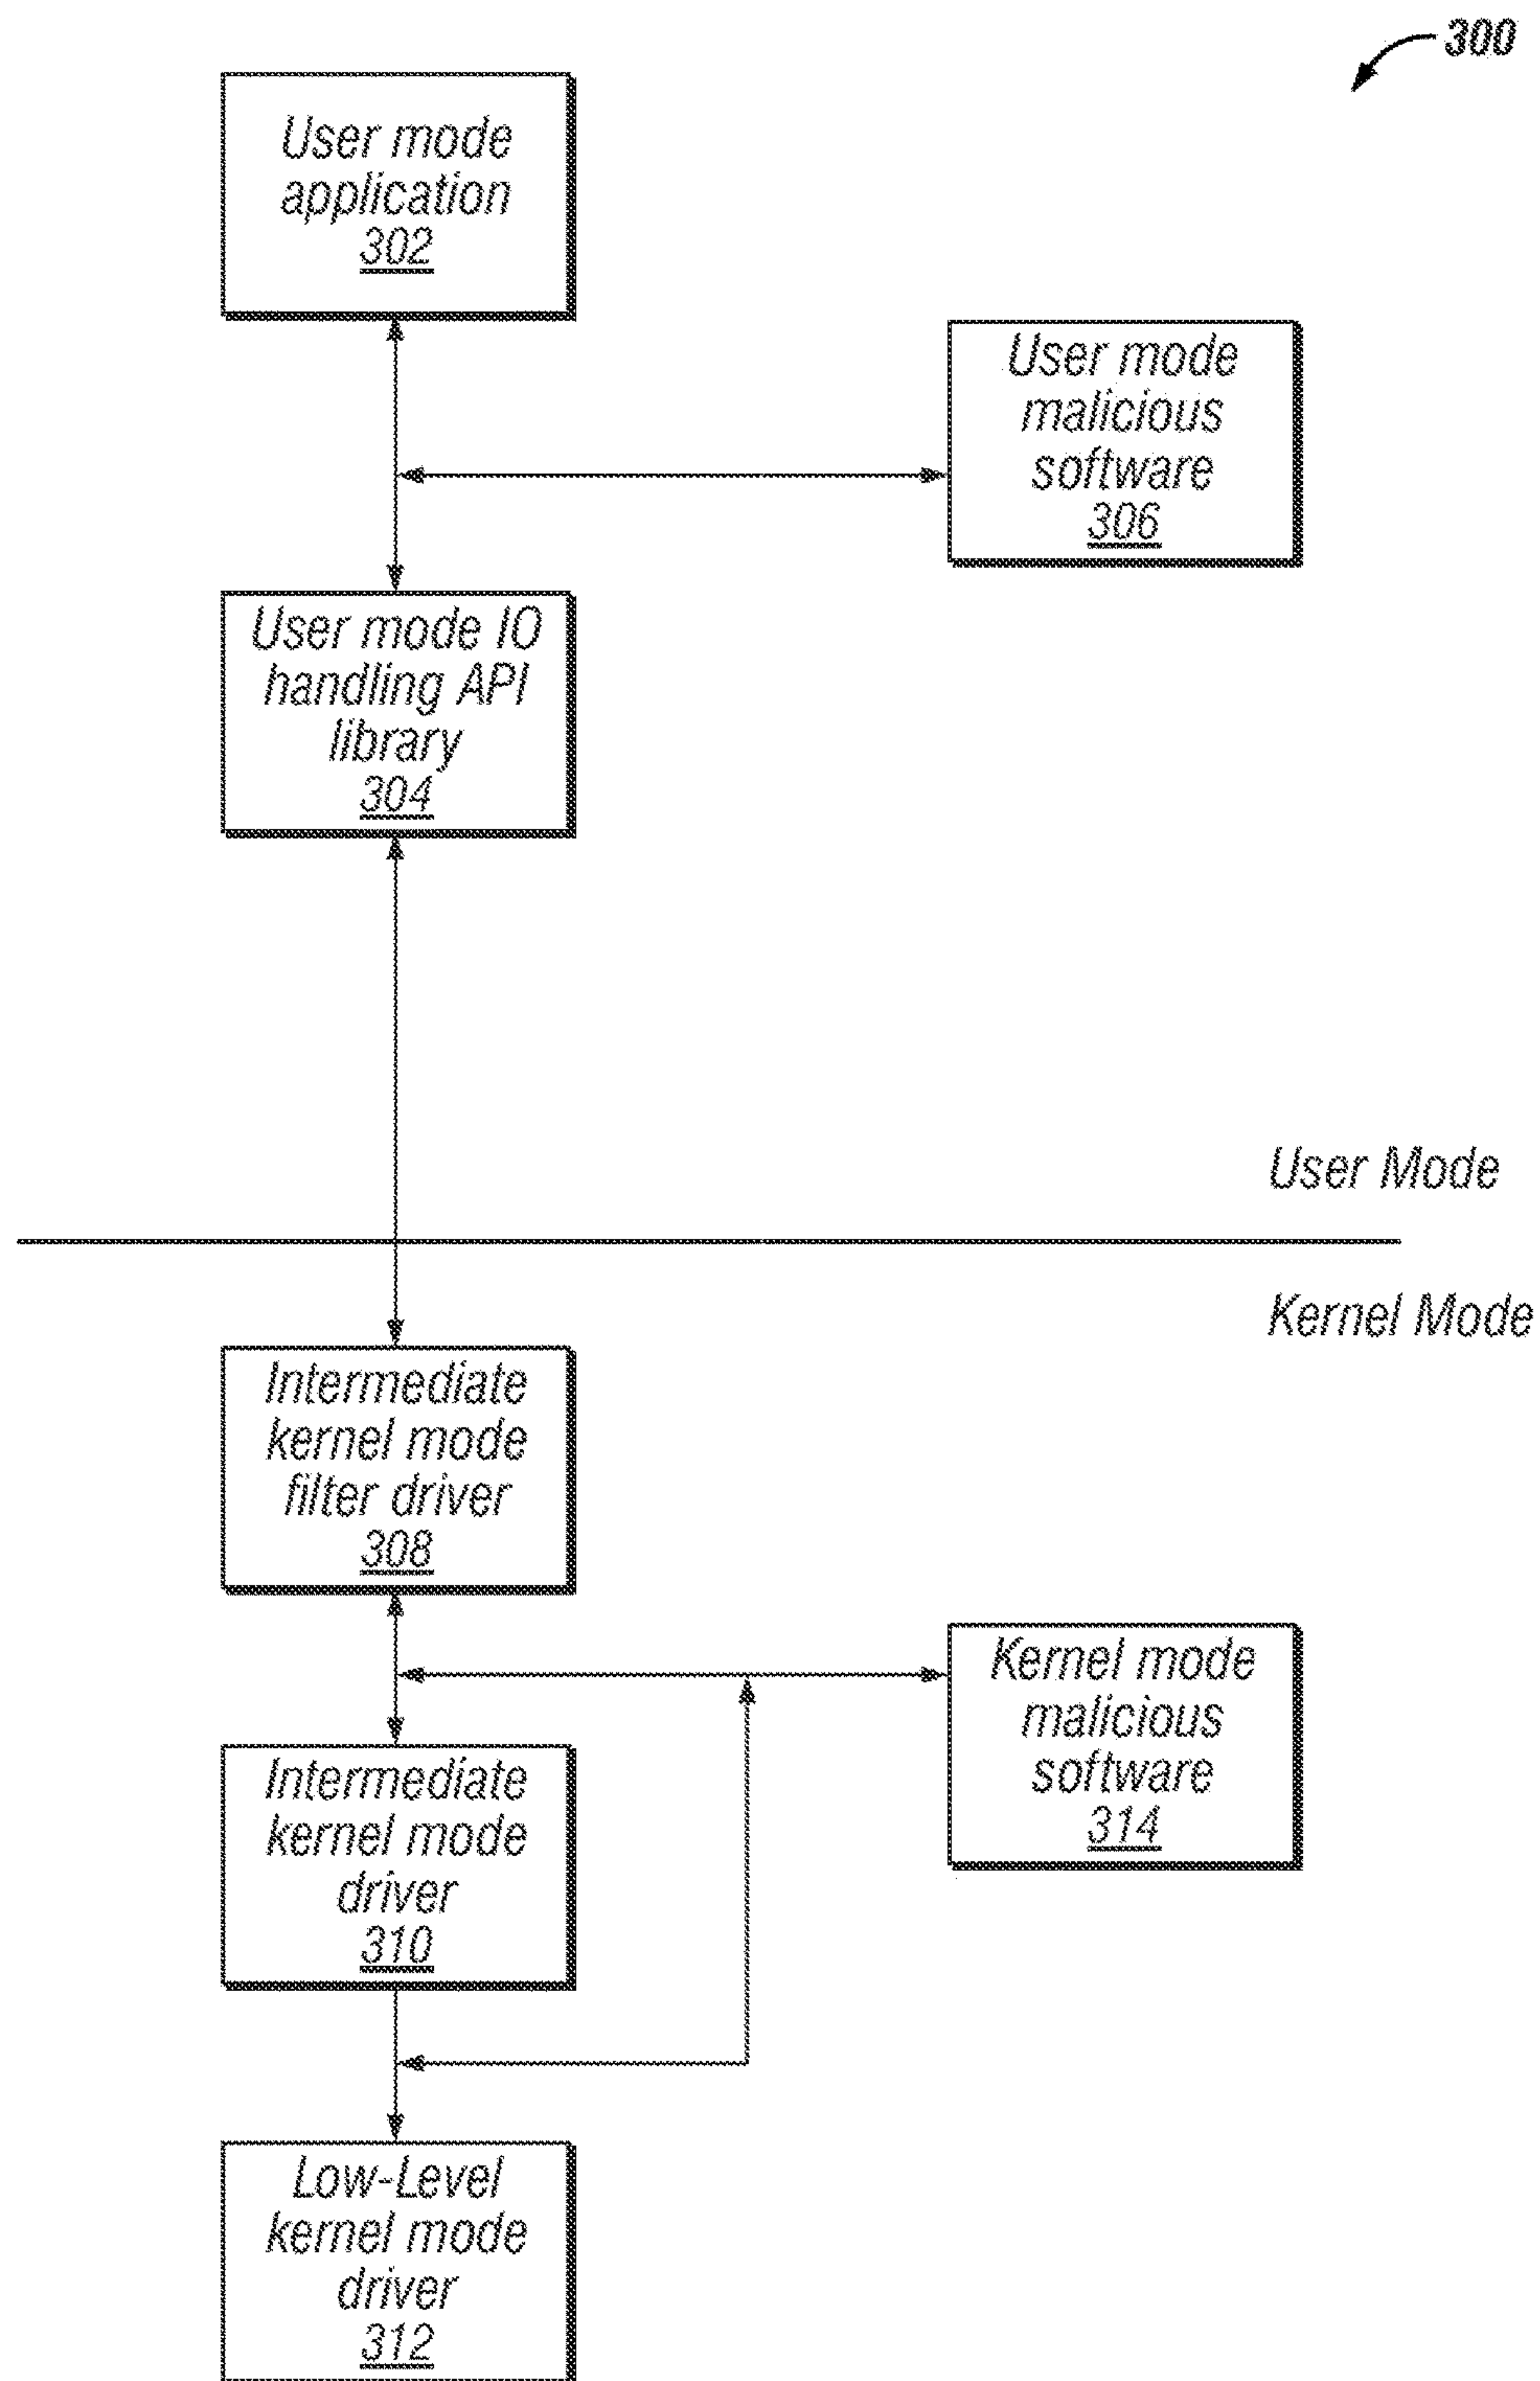 300
User mode
application
302
User mode
malicious
software
306
User mode IO
handling API
library
304
User Mode
Kernel Mode
Intermediate
kernel mode
filter driver
308
Kernel mode
malicious
software
314
Intermediate
kernel mode
driver
310
Low-Level
kernel mode
driver
312